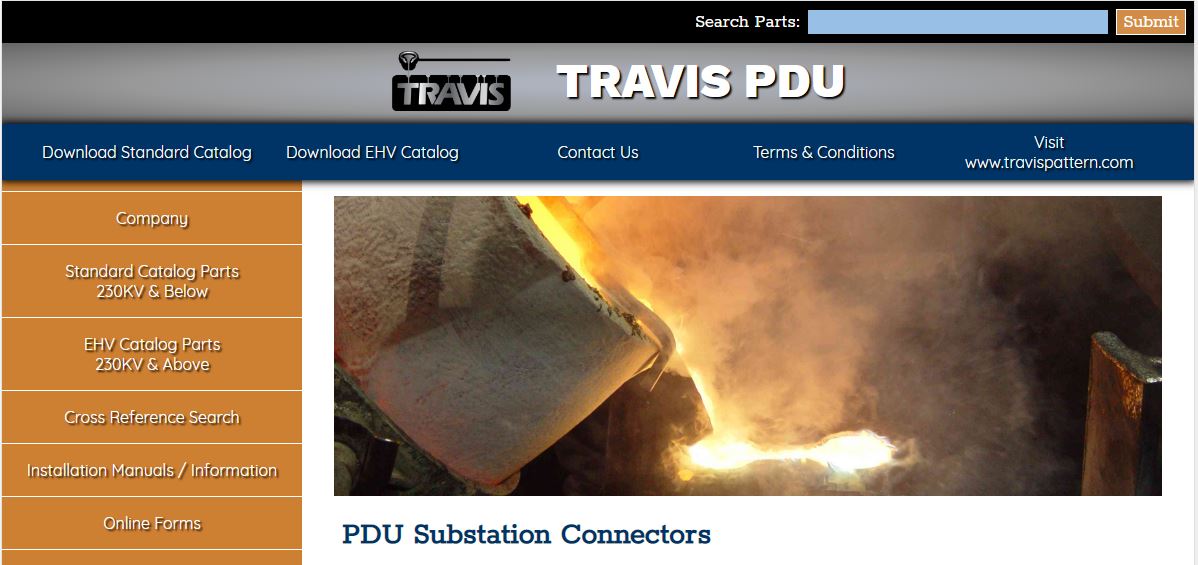 Search Parts:
Submit
TRAVIS
TRAVIS PDU
Download Standard Catalog
Download EHV Catalog
Contact Us
Terms & Conditions
Visit
www.travispattern.com
Company
Standard Catalog Parts
230KV & Below
EHV Catalog Parts
230KV & Above
Cross Reference Search
Installation Manuals / Information
Online Forms
PDU Substation Connectors